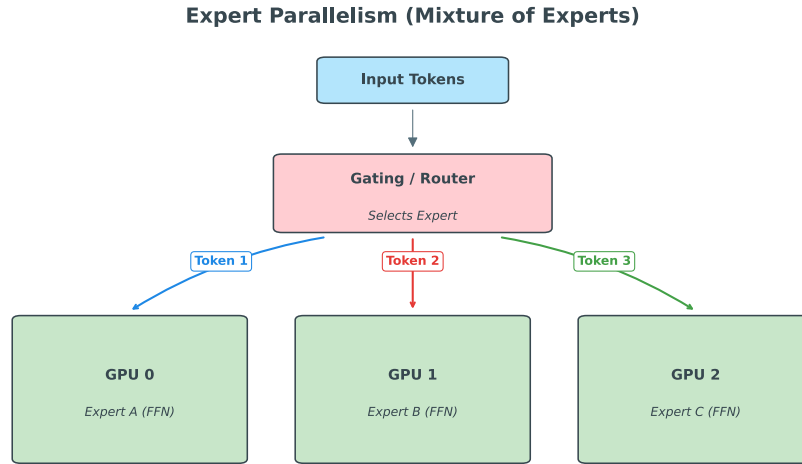 Expert Parallelism (Mixture of Experts)
Input Tokens
Gating / Router
Selects Expert
Token 1
Token 2
Token 3
GPU 0
Expert A (FFN)
GPU 1
Expert B (FFN)
GPU 2
Expert C (FFN)